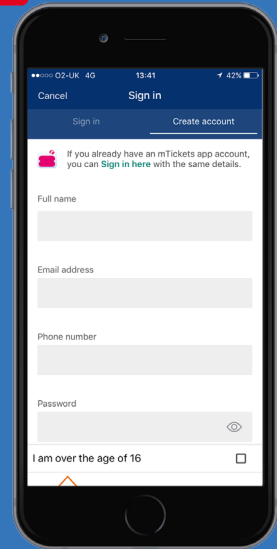 ●●○○○ O2-UK 4G 13:41 42%
Cancel Sign in
Sign in Create account
If you already have an mTickets app account,
you can Sign in here with the same details.
Full name
Email address
Phone number
Password
I am over the age of 16